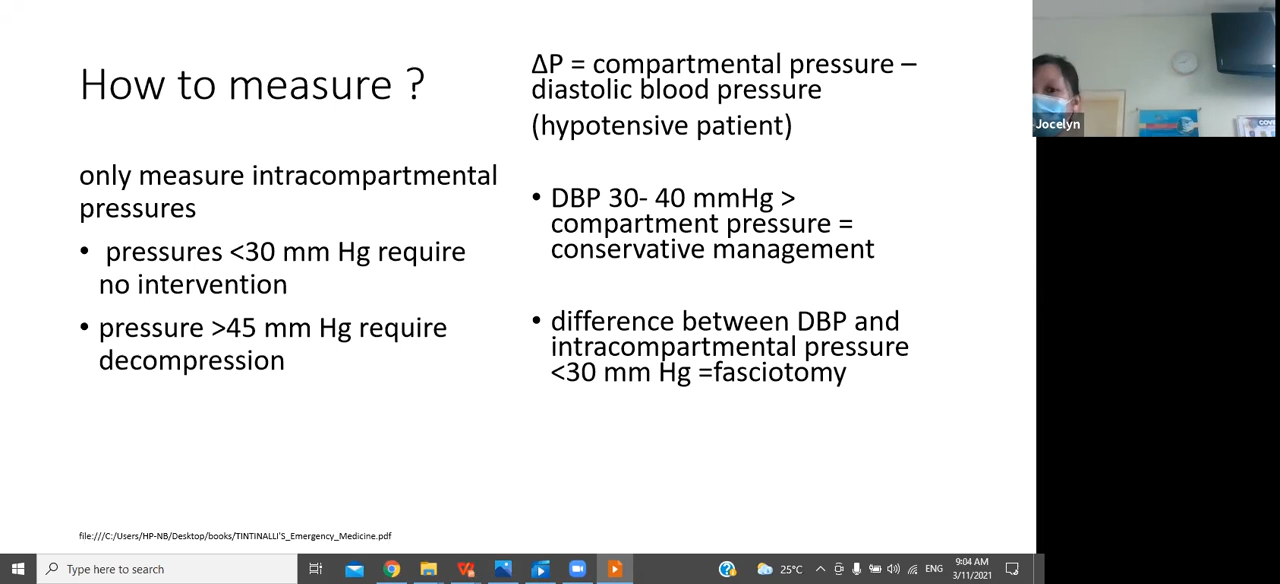 How to measure ?
only measure intracompartmental
pressures
• pressures <30 mm Hg require
no intervention
• pressure >45 mm Hg require
decompression
ΔP = compartmental pressure –
diastolic blood pressure
(hypotensive patient)
• DBP 30- 40 mmHg >
compartment pressure =
conservative management
• difference between DBP and
intracompartmental pressure
<30 mm Hg =fasciotomy
file:///C:/Users/HP-NB/Desktop/books/TINTINALLI'S_Emergency_Medicine.pdf
Jocelyn
Type here to search
25°C
ENG
9:04 AM
3/11/2021